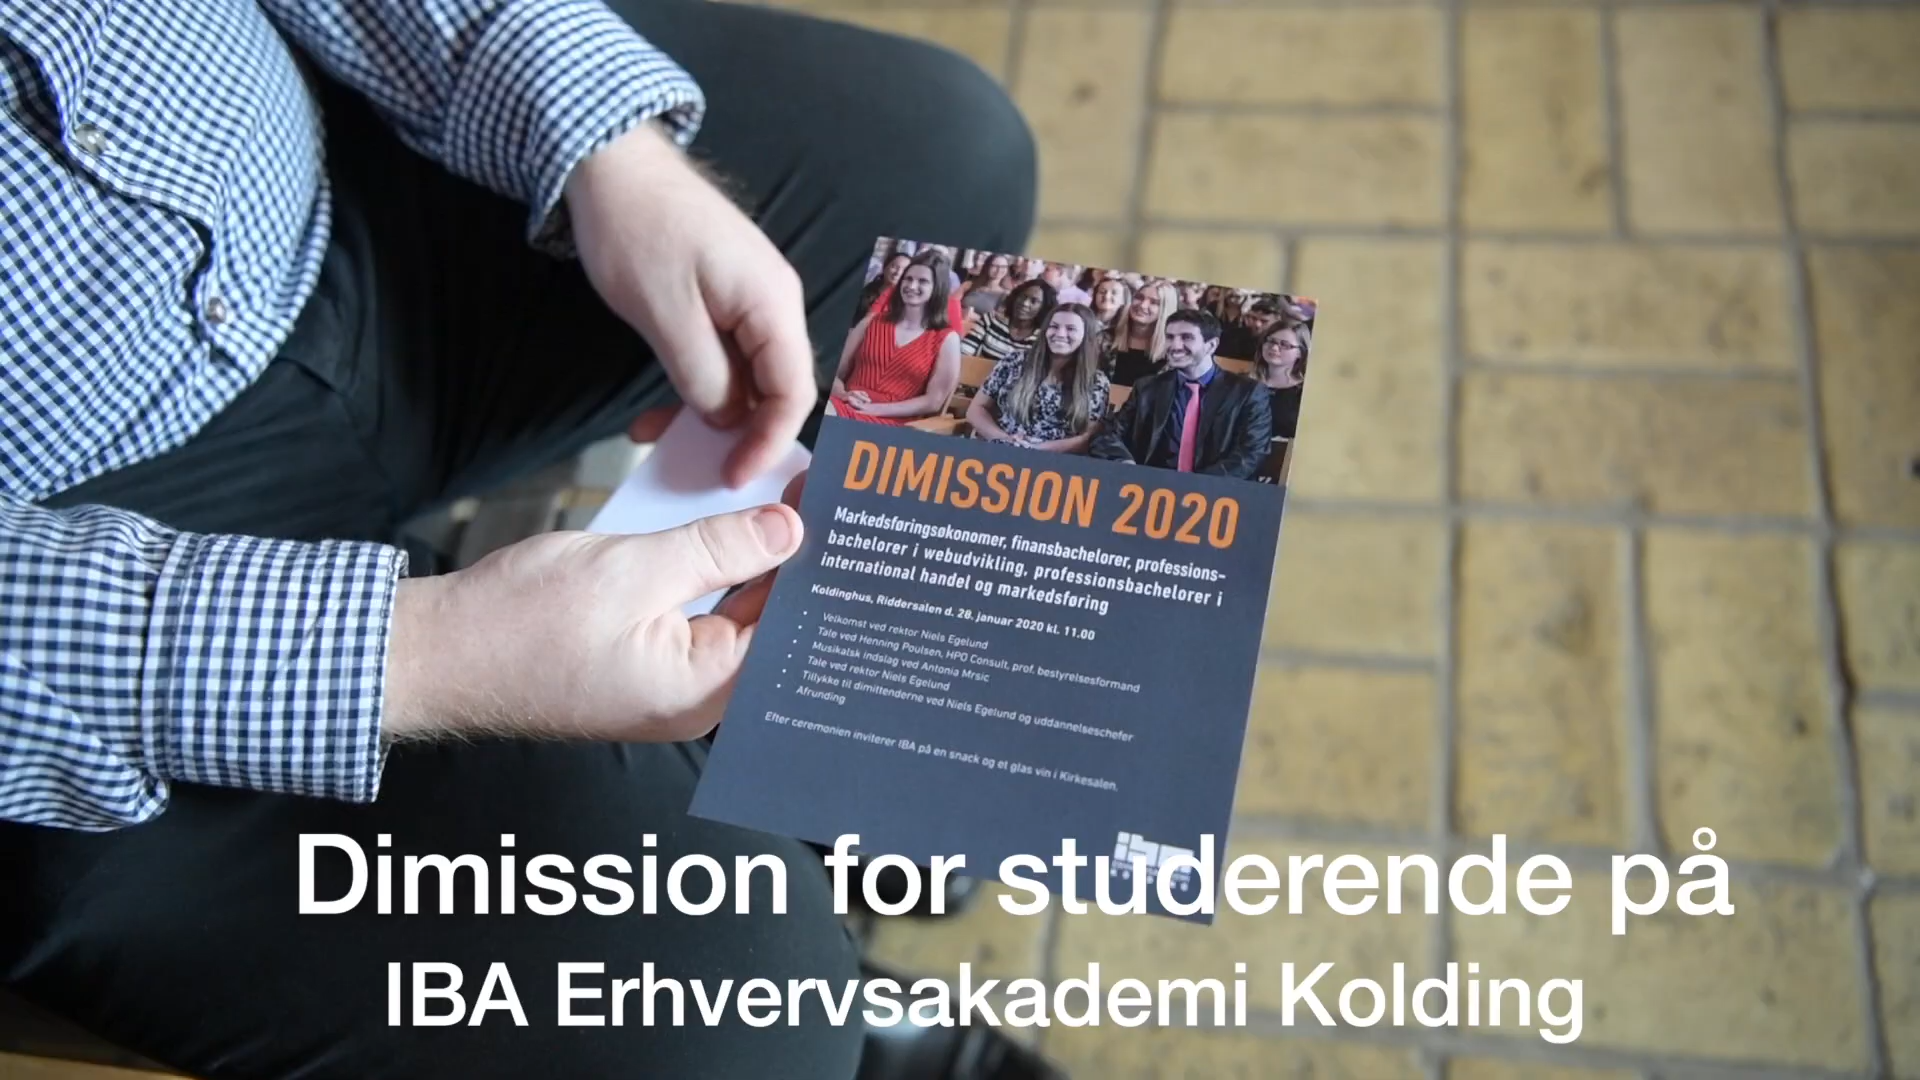 DIMISSION 2020
Markedsføringsøkonomer, finansbachelorer, professions-
bachelorer i webudvikling, professionsbachelorer i
international handel og markedsføring
Koldinghus, Riddersalen d. 28. januar 2020 kl. 11.00
• Velkomst ved rektor Niels Egelund
• Tale ved Henning Poulsen, HPO Consult, prof. bestyrelsesformand
• Musikalsk indslag ved Antonia Mrsic
• Tale ved rektor Niels Egelund
• Tillykke til dimittenderne ved Niels Egelund og uddannelseschefer
• Afrunding
Efter ceremonien inviterer IBA på en snack og et glas vin i Kirkesalen.
Dimission for studerende på
IBA Erhvervsakademi Kolding